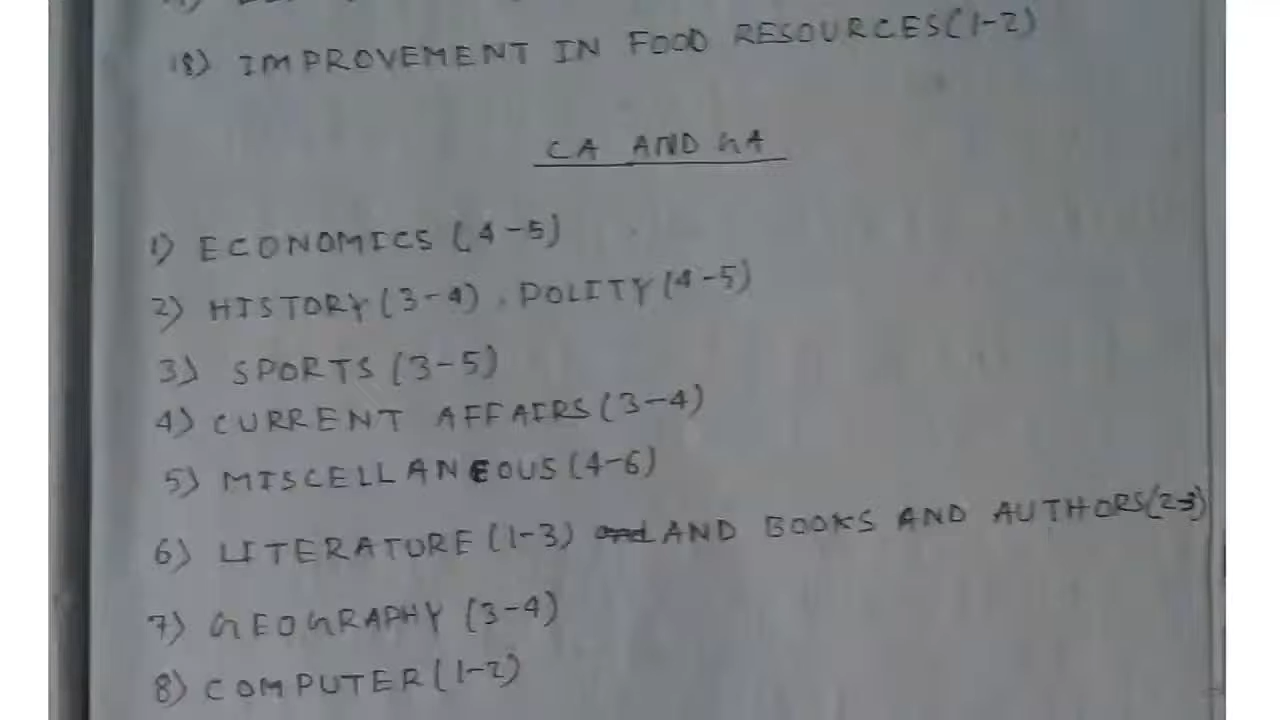 18) IMPROVEMENT IN FOOD RESOURCES(1-2)
CA AND GA
1) ECONOMICS (4-5)
2) HISTORY(3-4), POLITY(4-5)
3) SPORTS (3-5)
4) CURRENT AFFAIRS(3-4)
5) MISCELLANEOUS(4-6)
6) LITERATURE (1-3) and AND BOOKS AND AUTHORS(2-3)
7) GEOGRAPHY (3-4)
8) COMPUTER(1-2)